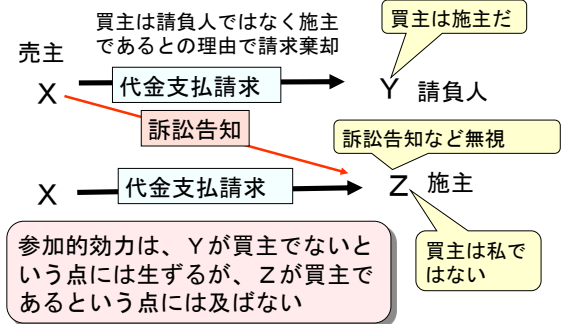 買主は請負人ではなく施主
であるとの理由で請求棄却
買主は施主だ
売主
X
代金支払請求
Y
請負人
訴訟告知
訴訟告知など無視
X
代金支払請求
Z
施主
参加的効力は、Yが買主でないと
いう点には生ずるが、Zが買主で
あるという点には及ばない
買主は私で
はない